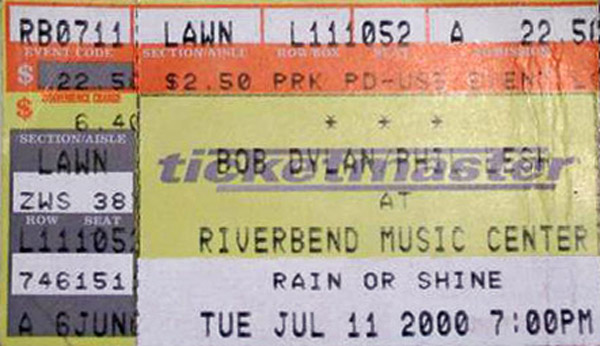 RB0711 LAWN L111052 A 22.50
EVENT CODE SECTION/AISLE ROW/BOX SEAT ADMISSION
$ 22.50 $2.50 PRK PD-USE EVENT
$ CONVENIENCE CHARGE
6.40 * * *
SECTION/AISLE
LAWN BOB DYLAN PHIL LESH
ticketmaster
ZWS 38 AT
ROW SEAT
L111052 RIVERBEND MUSIC CENTER
746151 RAIN OR SHINE
A 6JUN TUE JUL 11 2000 7:00PM